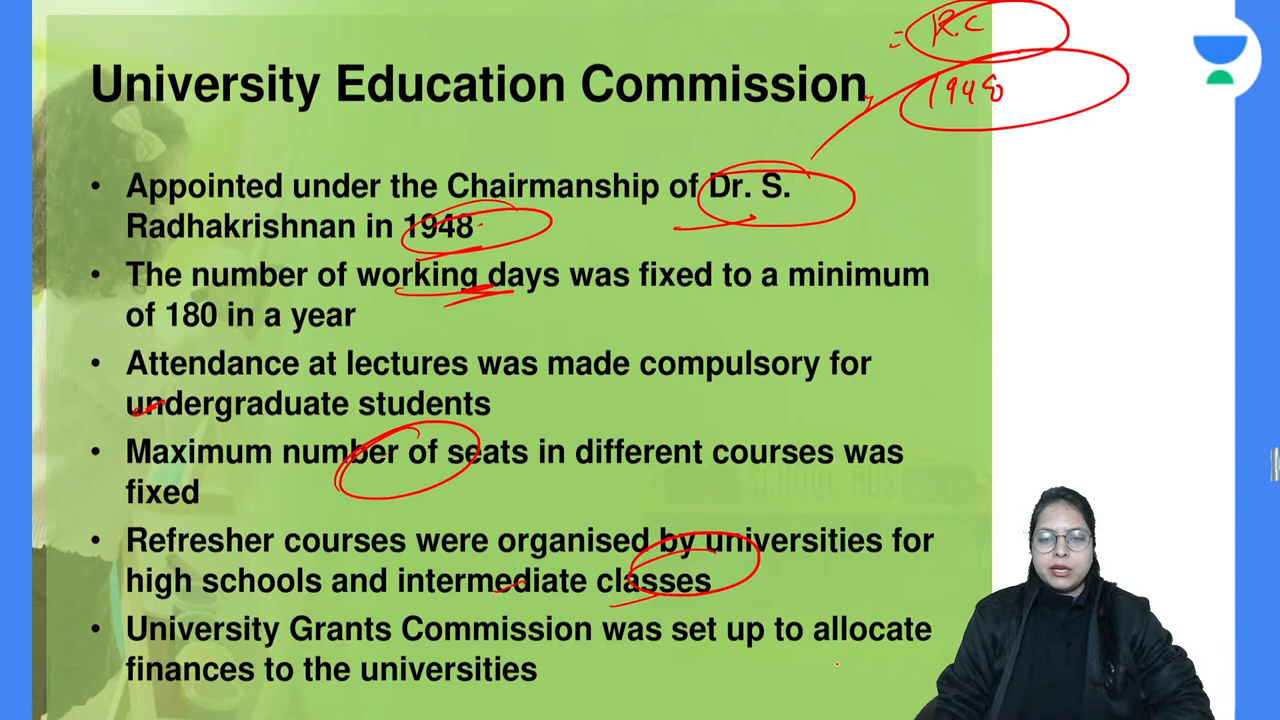 R.C
1948
University Education Commission
• Appointed under the Chairmanship of Dr. S.
Radhakrishnan in 1948
• The number of working days was fixed to a minimum
of 180 in a year
• Attendance at lectures was made compulsory for
undergraduate students
• Maximum number of seats in different courses was
fixed
• Refresher courses were organised by universities for
high schools and intermediate classes
• University Grants Commission was set up to allocate
finances to the universities